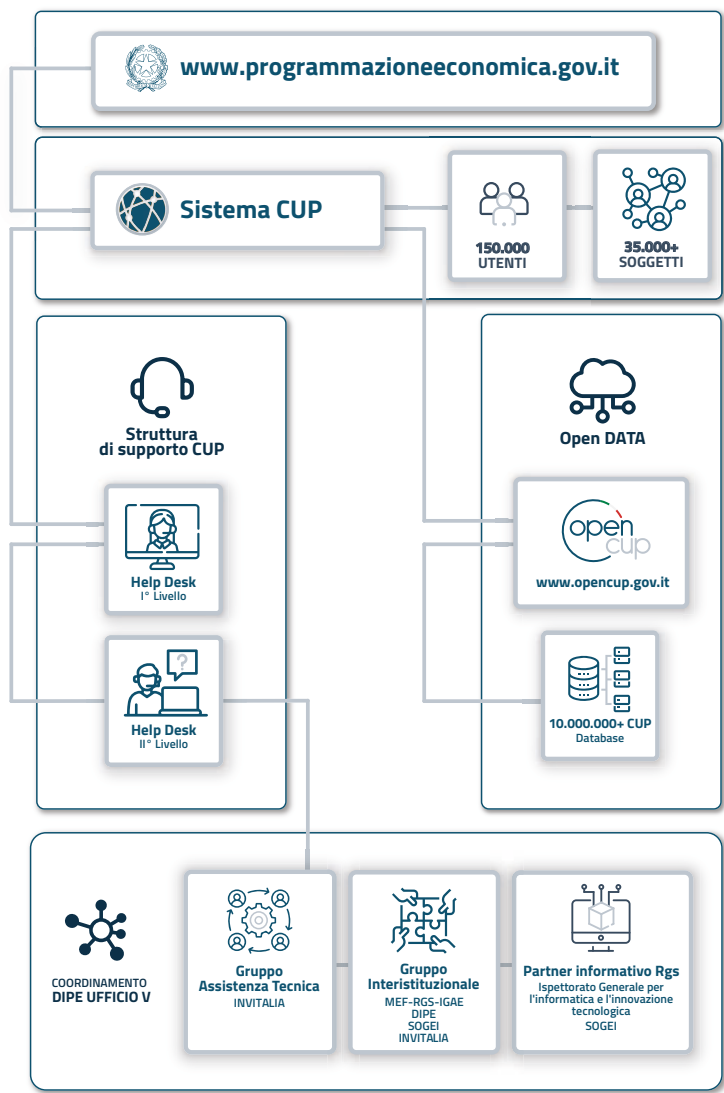 www.programmazioneeconomica.gov.it
Sistema CUP
150.000
UTENTI
35.000+
SOGGETTI
Struttura
di supporto CUP
Help Desk
I° Livello
?
Help Desk
II° Livello
Open DATA
open
cup
www.opencup.gov.it
10.000.000+ CUP
Database
COORDINAMENTO
DIPE UFFICIO V
Gruppo
Assistenza Tecnica
INVITALIA
Gruppo
Interistituzionale
MEF-RGS-IGAE
DIPE
SOGEI
INVITALIA
Partner informativo Rgs
Ispettorato Generale per
l'informatica e l'innovazione
tecnologica
SOGEI